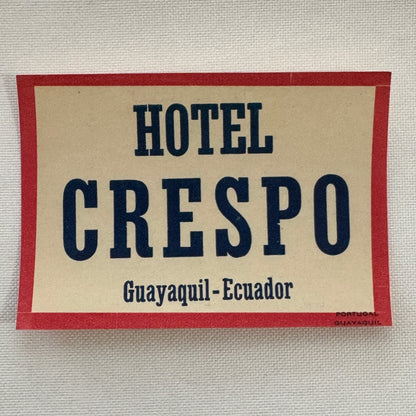 HOTEL
CRESPO
Guayaquil-Ecuador
PORTUGAL
GUAYAQUIL